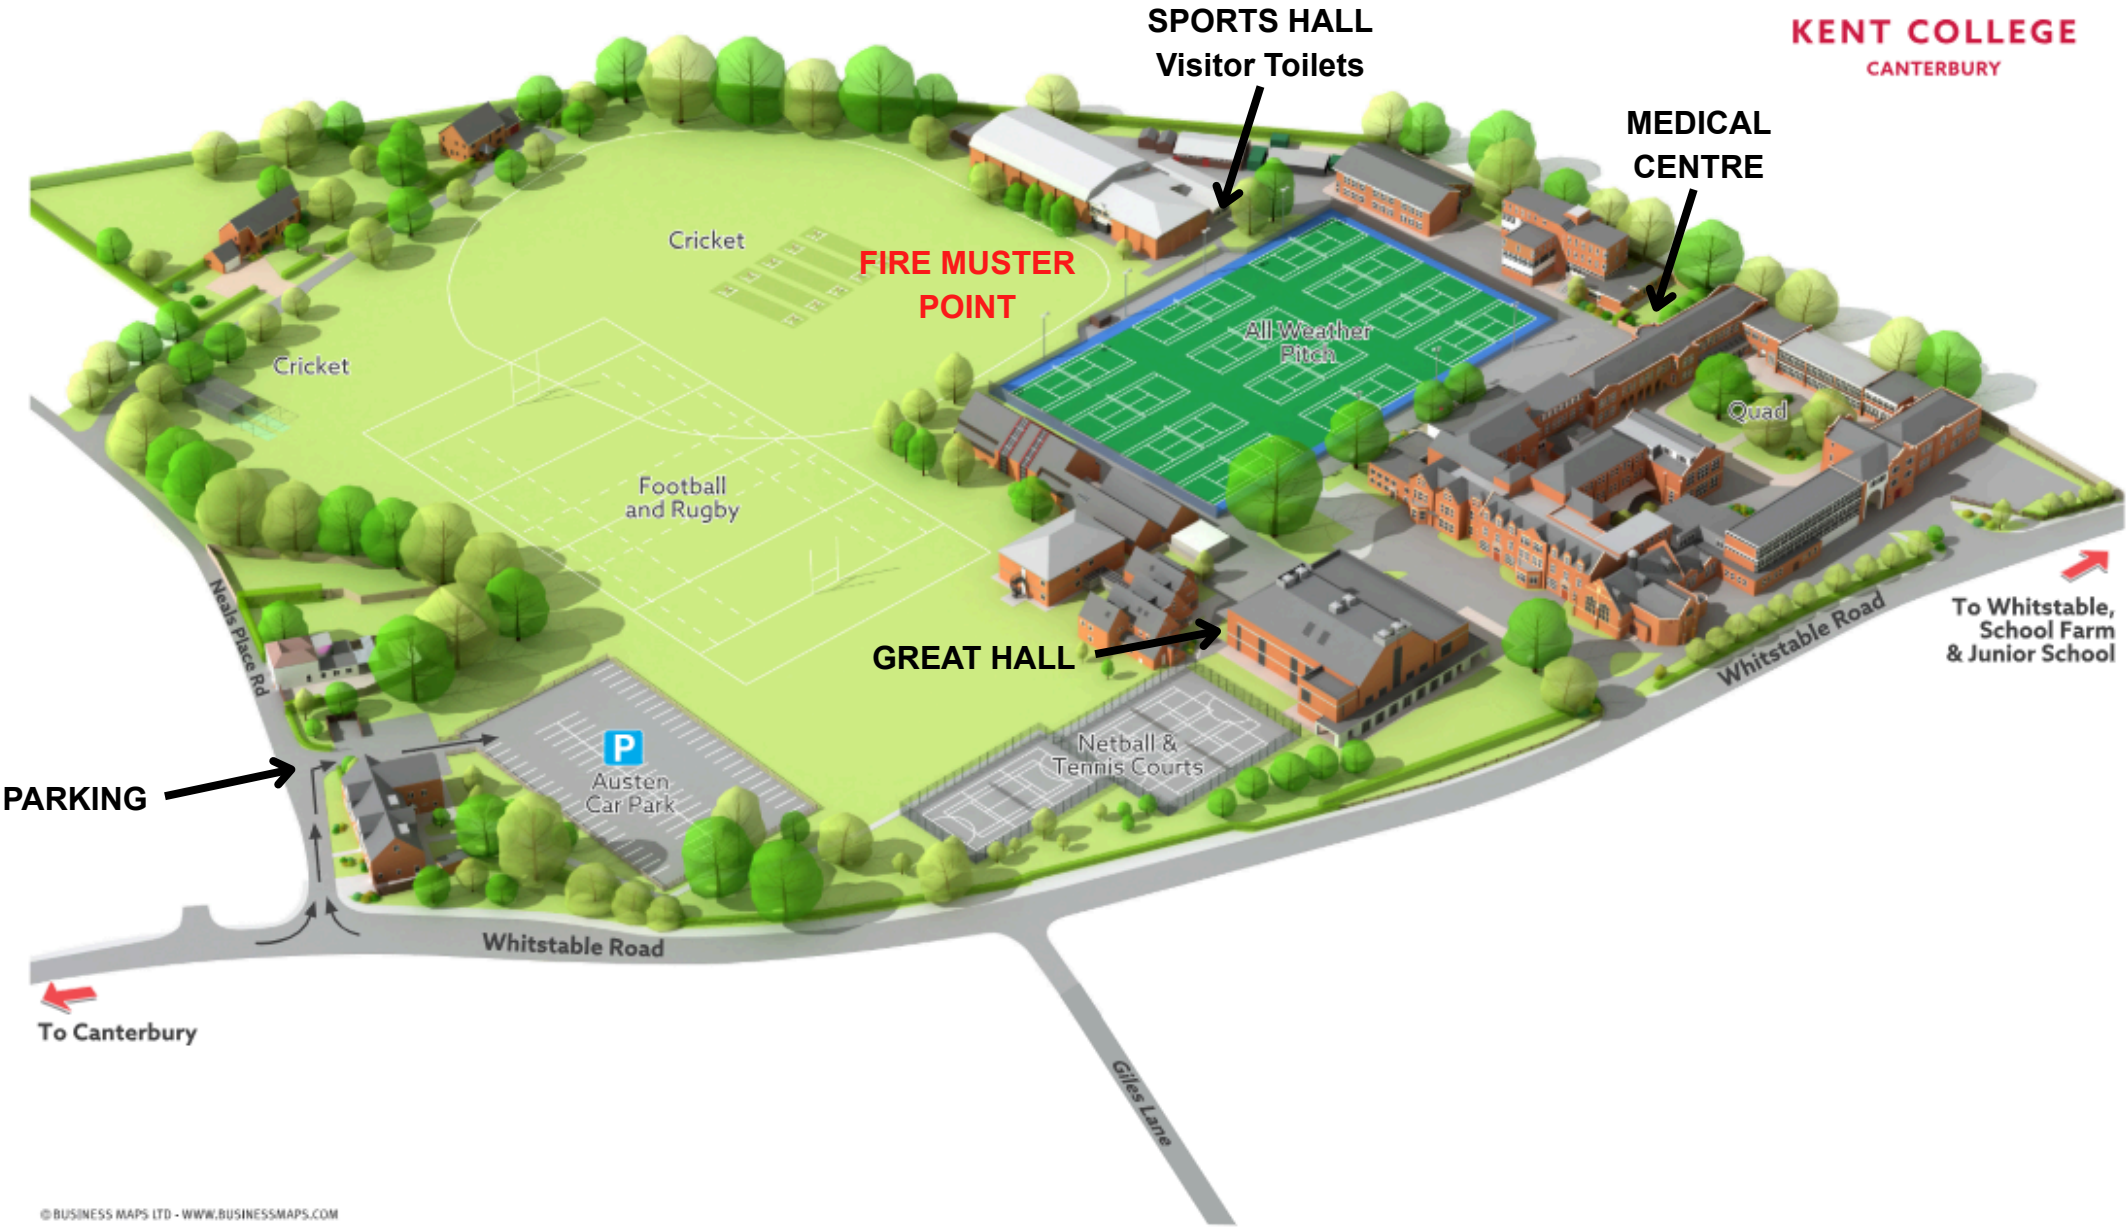 SPORTS HALL
Visitor Toilets
KENT COLLEGE
CANTERBURY
MEDICAL
CENTRE
Cricket
FIRE MUSTER
POINT
All Weather
Pitch
Cricket
Quad
Football
and Rugby
Neals Place Rd
GREAT HALL
To Whitstable,
School Farm
& Junior School
Whitstable Road
P
Austen
Car Park
Netball &
Tennis Courts
PARKING
Whitstable Road
To Canterbury
Giles Lane
© BUSINESS MAPS LTD - WWW.BUSINESSMAPS.COM